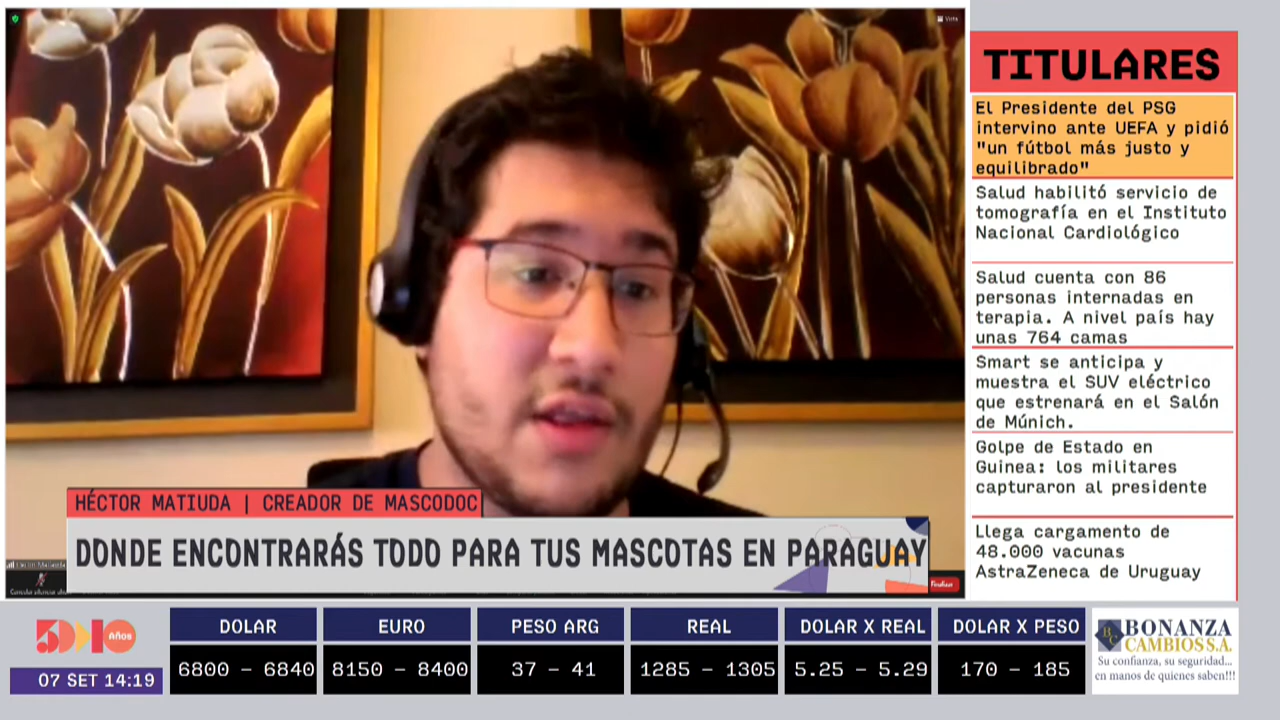 Vista
TITULARES
El Presidente del PSG
intervino ante UEFA y pidió
"un fútbol más justo y
equilibrado"
Salud habilitó servicio de
tomografía en el Instituto
Nacional Cardiológico
Salud cuenta con 86
personas internadas en
terapia. A nivel país hay
unas 764 camas
Smart se anticipa y
muestra el SUV eléctrico
que estrenará en el Salón
de Múnich.
Golpe de Estado en
Guinea: los militares
capturaron al presidente
Llega cargamento de
48.000 vacunas
AstraZeneca de Uruguay
HÉCTOR MATIUDA | CREADOR DE MASCODOC
DONDE ENCONTRARÁS TODO PARA TUS MASCOTAS EN PARAGUAY
Finalizar
Años
07 SET 14:19
DOLAR EURO PESO ARG REAL DOLAR X REAL DOLAR X PESO
6800 - 6840 8150 - 8400 37 - 41 1285 - 1305 5.25 - 5.29 170 - 185
BC BONANZA
CAMBIOS S.A.
Su confianza, su seguridad...
en manos de quienes saben!!!